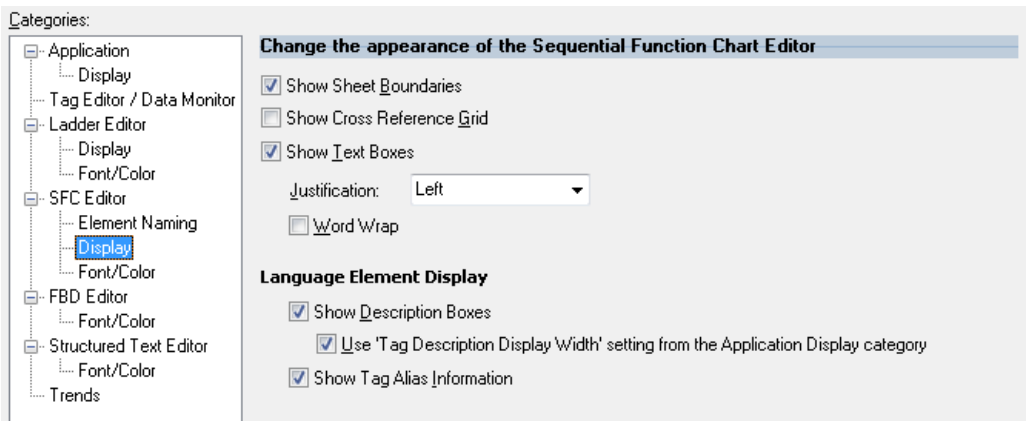 Categories:
Application
Display
Tag Editor / Data Monitor
Ladder Editor
Display
Font/Color
SFC Editor
Element Naming
Display
Font/Color
FBD Editor
Font/Color
Structured Text Editor
Font/Color
Trends
Change the appearance of the Sequential Function Chart Editor
Show Sheet Boundaries
Show Cross Reference Grid
Show Text Boxes
Justification: Left
Word Wrap
Language Element Display
Show Description Boxes
Use 'Tag Description Display Width' setting from the Application Display category
Show Tag Alias Information